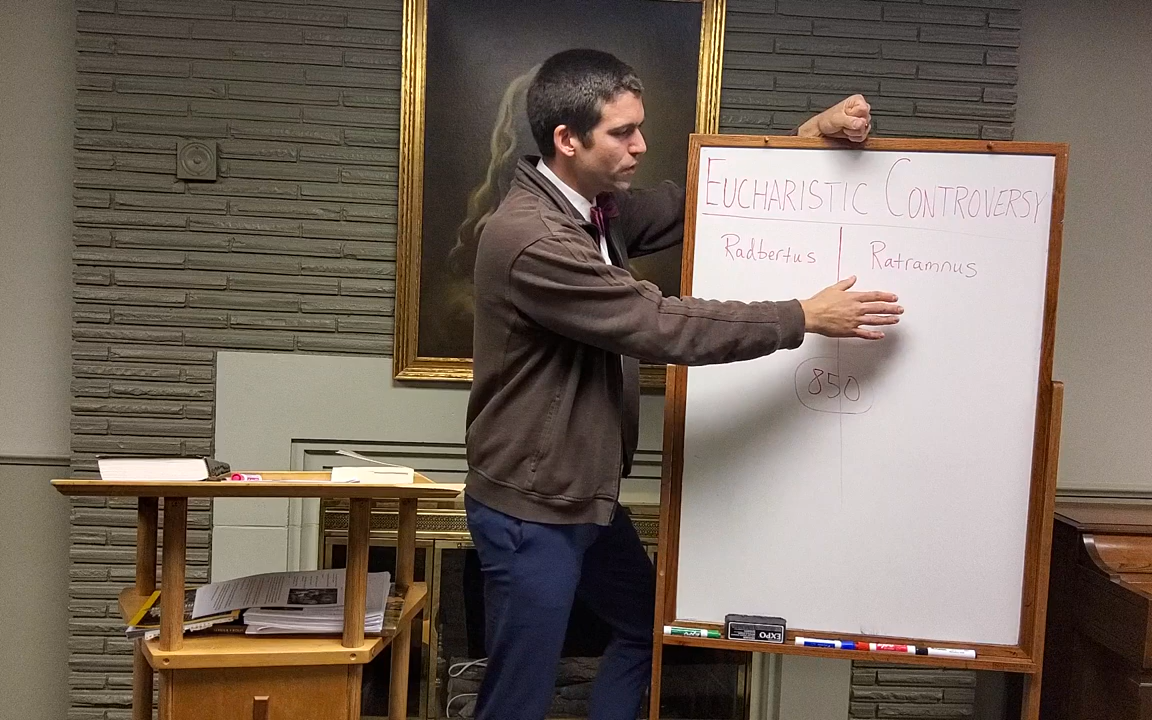 EUCHARISTIC CONTROVERSY
Radbertus
Ratramnus
850
EXPO